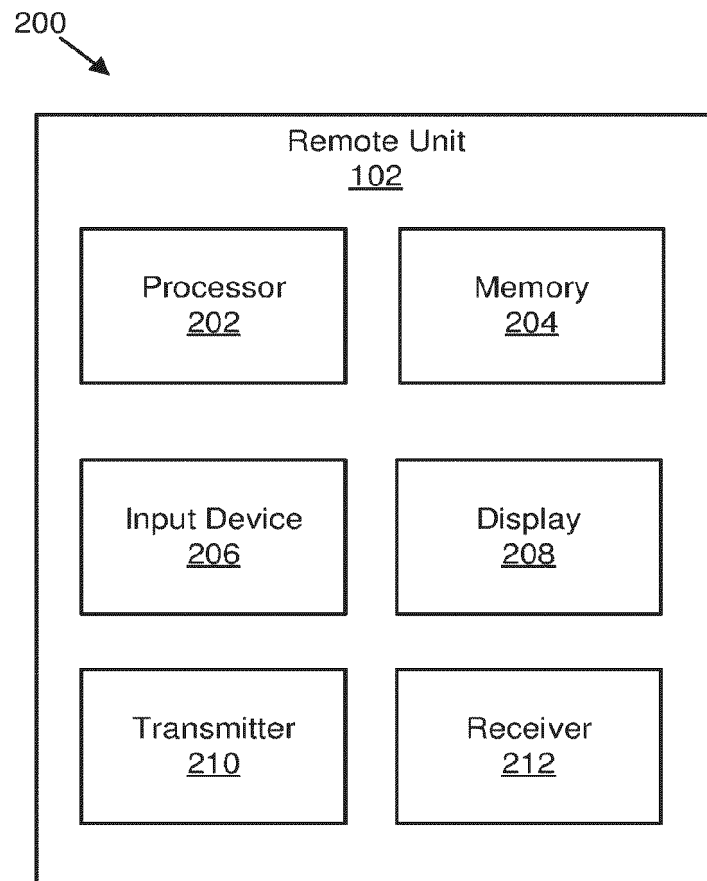 200
Remote Unit
102
Processor
202
Memory
204
Input Device
206
Display
208
Transmitter
210
Receiver
212